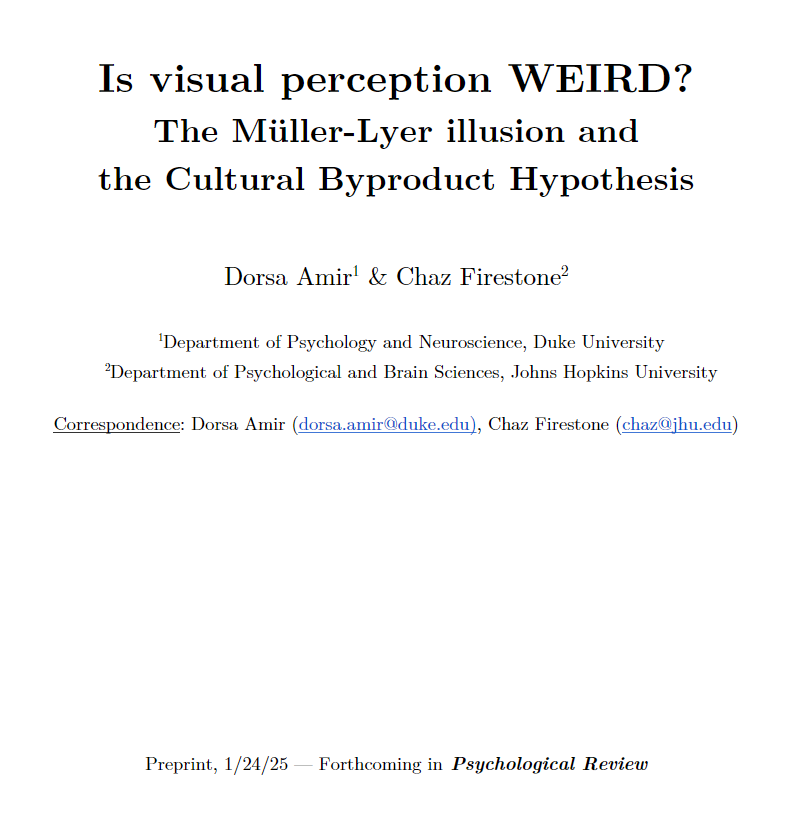 Is visual perception WEIRD?
The Müller-Lyer illusion and
the Cultural Byproduct Hypothesis
Dorsa Amir¹ & Chaz Firestone²
¹Department of Psychology and Neuroscience, Duke University
²Department of Psychological and Brain Sciences, Johns Hopkins University
Correspondence: Dorsa Amir (dorsa.amir@duke.edu), Chaz Firestone (chaz@jhu.edu)
Preprint, 1/24/25 — Forthcoming in Psychological Review